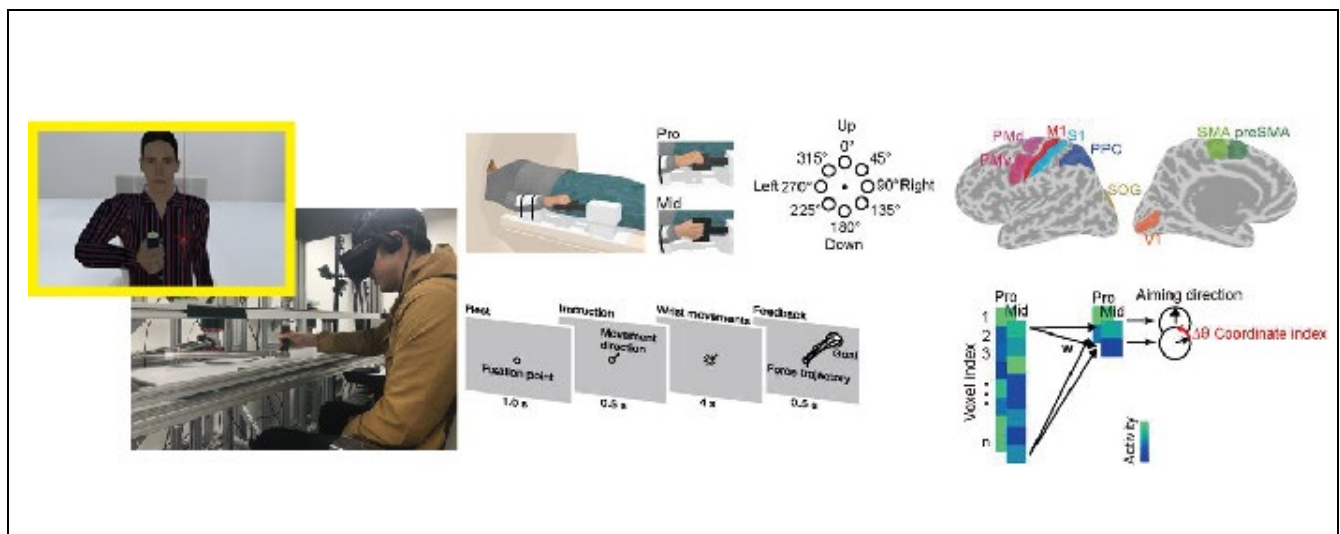 Pro
Mid
Up
0°
315°
45°
Left 270°
90° Right
225°
135°
180°
Down
Rest
Fixation point
1.0 s
Instruction
Movement
direction
0.5 s
Wrist movements
4 s
Feedback
Goal
Force trajectory
0.5 s
PMd
M1
S1
PMv
PPC
SOG
SMA
preSMA
V1
Pro
Mid
1
2
3
n
Voxel index
w
Pro
Mid
Aiming direction
Δθ Coordinate index
Activity